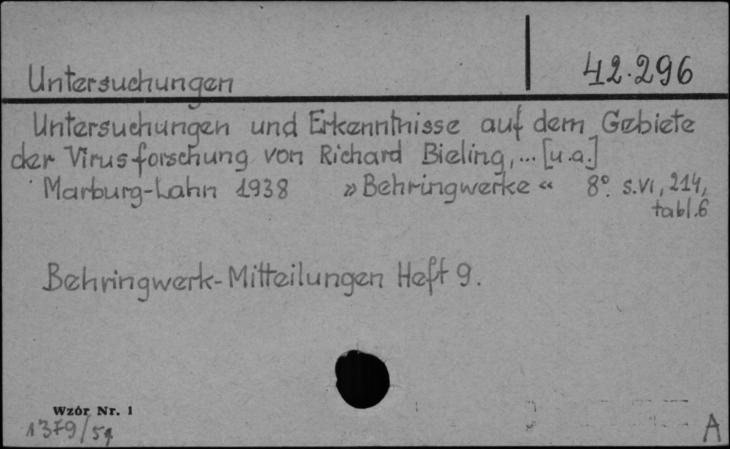 Untersuchungen 42.296
Untersuchungen und Erkenntnisse auf dem Gebiete
der Virusforschung von Richard Bieling,... [u.a.]
Marburg-Lahn 1938 »Behringwerke« 8° s.VI, 214,
tabl.6
Behringwerk-Mitteilungen Heft 9.
Wzór Nr. 1
1379/59
A